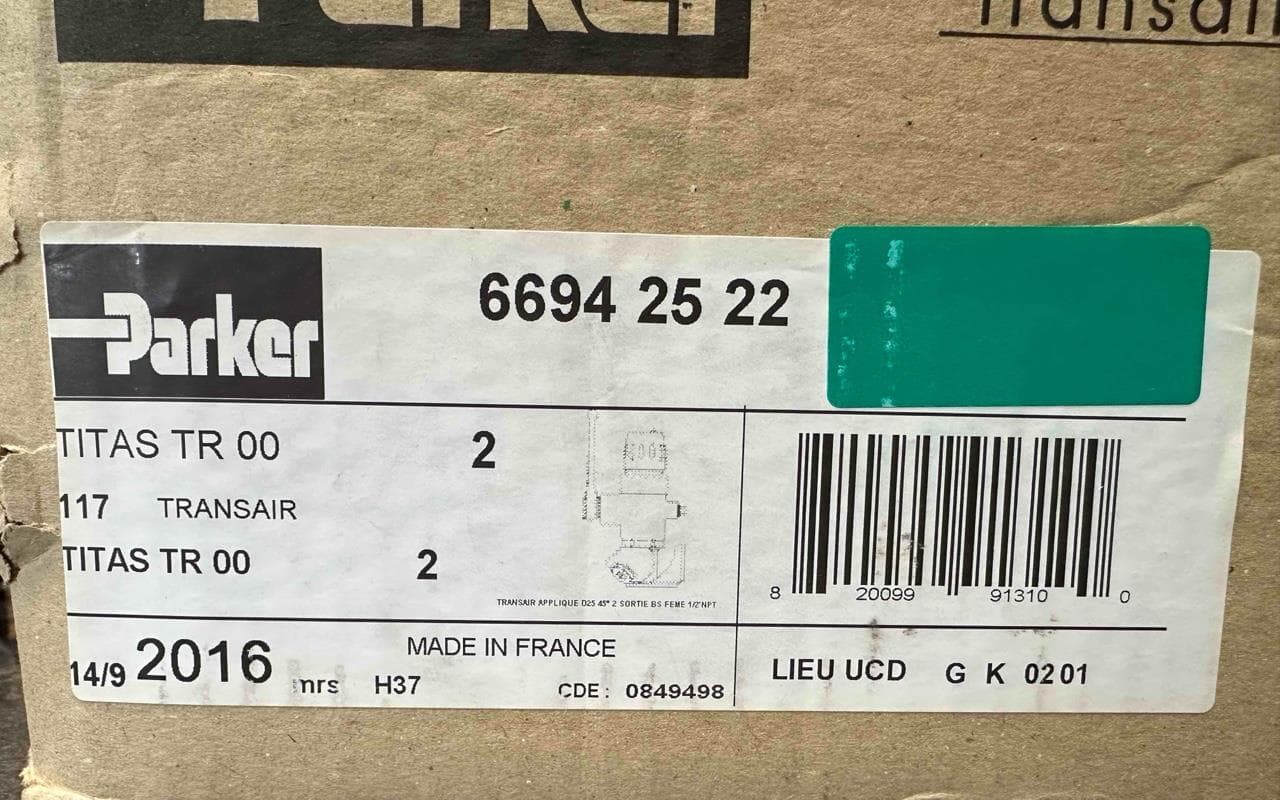 Parker
Transair
Parker
6694 25 22
TITAS TR 00 2
117 TRANSAIR
TITAS TR 00 2
TRANSAIR APPLIQUE D25 45° 2 SORTIE BS FEME 1/2"NPT
8 20099 91310 0
14/9 2016 mrs H37
MADE IN FRANCE
CDE: 0849498
LIEU UCD G K 0201